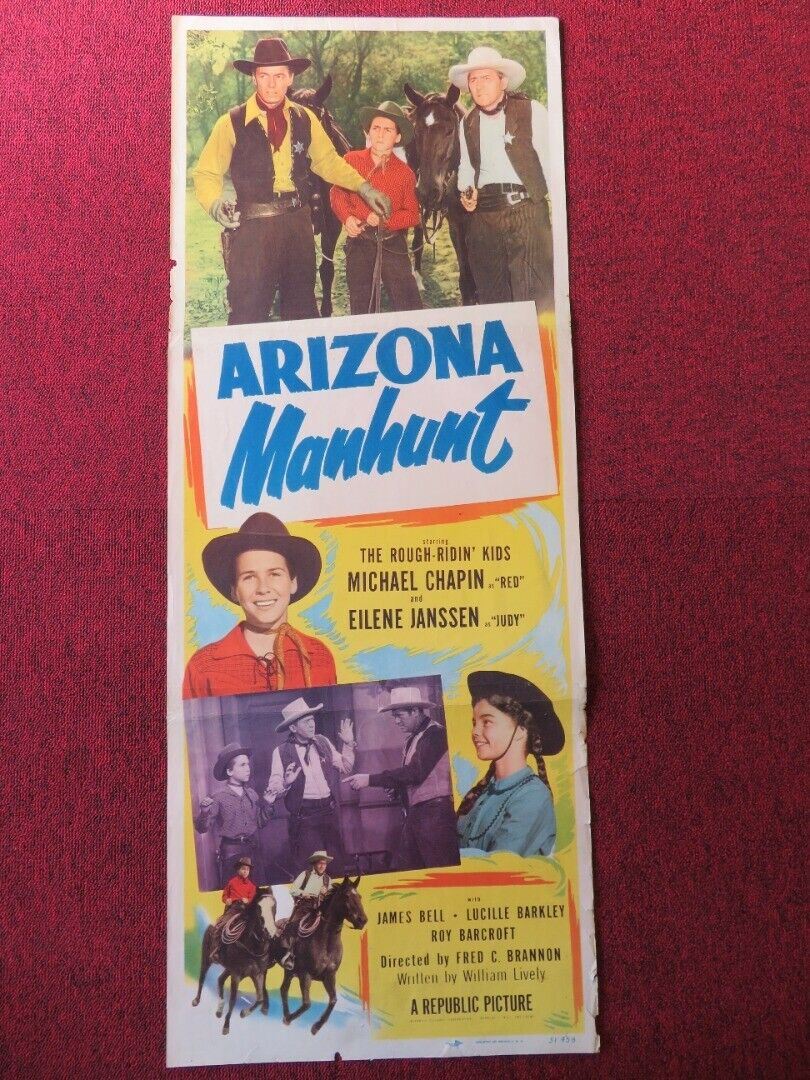 ARIZONA
Manhunt
starring
THE ROUGH-RIDIN' KIDS
MICHAEL CHAPIN as "RED"
and
EILENE JANSSEN as "JUDY"
with
JAMES BELL • LUCILLE BARKLEY
ROY BARCROFT
Directed by FRED C. BRANNON
Written by William Lively
A REPUBLIC PICTURE